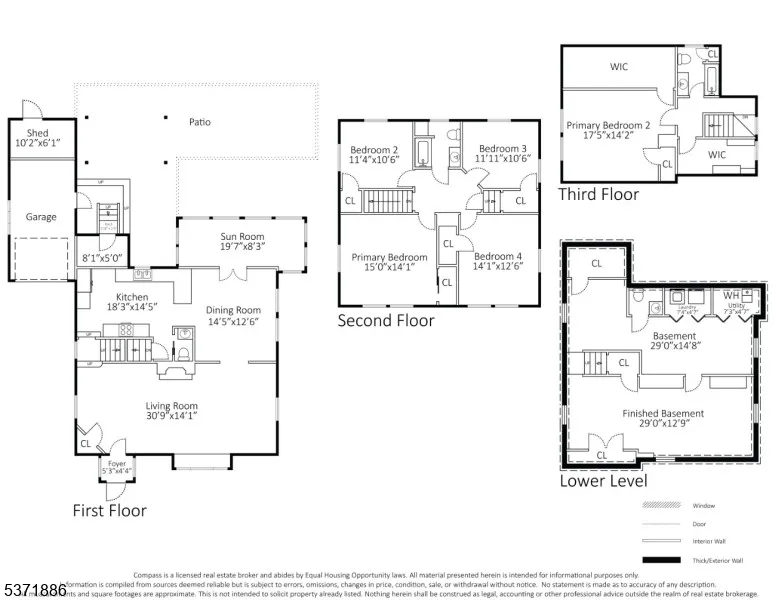 Shed
10'2"x6'1"
Patio
Garage
UP
UP
UP
8'1"x5'0"
Sun Room
19'7"x8'3"
Kitchen
18'3"x14'5"
Dining Room
14'5"x12'6"
UP
UP
Living Room
30'9"x14'1"
CL
Foyer
5'3"x4'4"
First Floor
Bedroom 2
11'4"x10'6"
Bedroom 3
11'11"x10'6"
CL
UP
CL
Primary Bedroom
15'0"x14'1"
CL
Bedroom 4
14'1"x12'6"
CL
Second Floor
WIC
CL
Primary Bedroom 2
17'5"x14'2"
DN
WIC
CL
Third Floor
CL
Laundry
7'4"x4'7"
WH
Utility
7'3"x4'7"
Basement
29'0"x14'8"
UP
CL
Finished Basement
29'0"x12'9"
CL
Lower Level
Window
Door
Interior Wall
Thick/Exterior Wall
Compass is a licensed real estate broker and abides by Equal Housing Opportunity laws. All material presented herein is intended for informational purposes only.
5371886 formation is compiled from sources deemed reliable but is subject to errors, omissions, changes in price, condition, sale, or withdrawal without notice. No statement is made as to accuracy of any description.
ments and square footages are approximate. This is not intended to solicit property already listed. Nothing herein shall be construed as legal, accounting or other professional advice outside the realm of real estate brokerage.